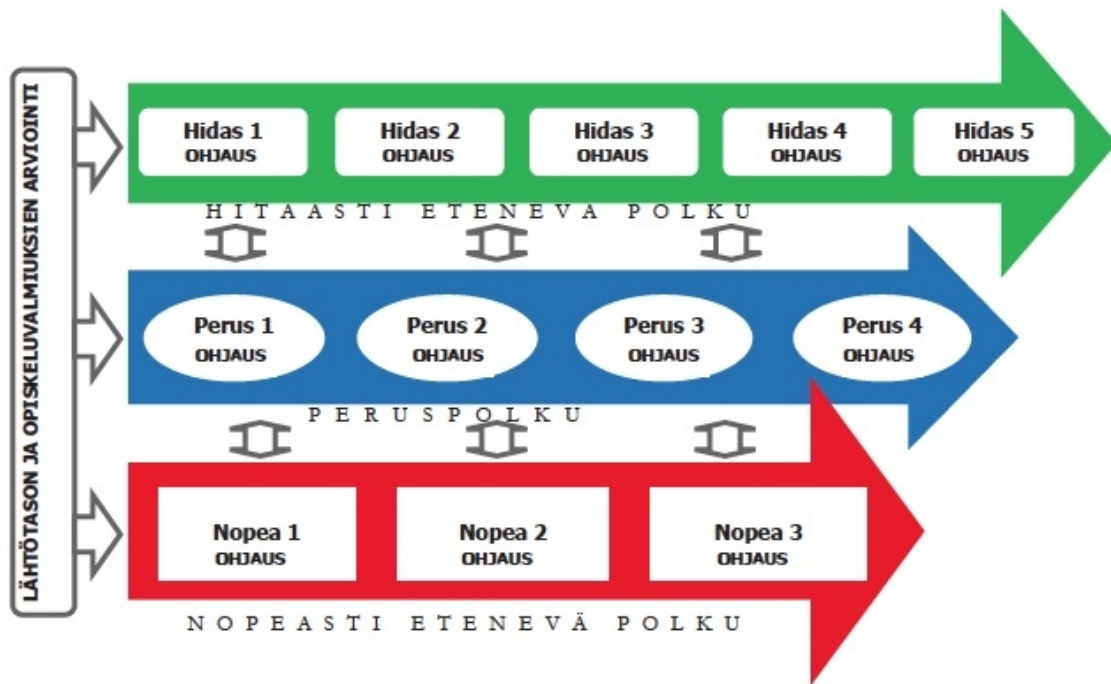 LÄHTÖTASON JA OPISKELUVALMIUKSIEN ARVIOINTI
Hidas 1
OHJAUS
Hidas 2
OHJAUS
Hidas 3
OHJAUS
Hidas 4
OHJAUS
Hidas 5
OHJAUS
HITAASTI ETENEVA POLKU
Perus 1
OHJAUS
Perus 2
OHJAUS
Perus 3
OHJAUS
Perus 4
OHJAUS
PERUSPOLKU
Nopea 1
OHJAUS
Nopea 2
OHJAUS
Nopea 3
OHJAUS
NOPEASTI ETENEVÄ POLKU